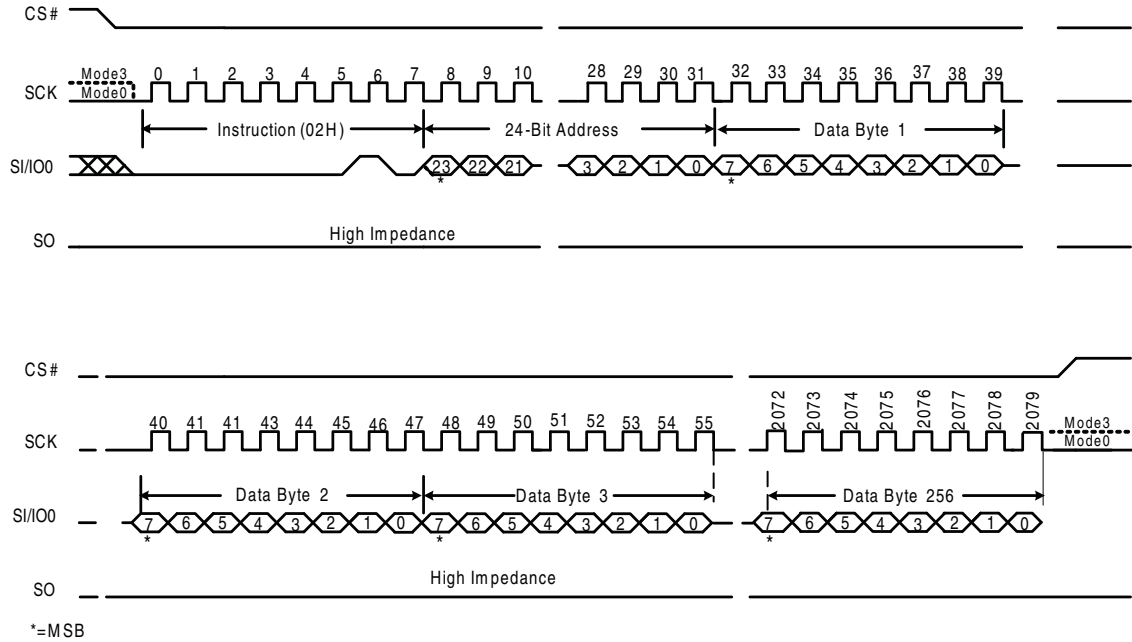 CS#
Mode3
0 1 2 3 4 5 6 7 8 9 10 28 29 30 31 32 33 34 35 36 37 38 39
SCK
Mode0
Instruction (02H) 24-Bit Address Data Byte 1
SI/IO0
23 22 21 3 2 1 0 7 6 5 4 3 2 1 0
* *
High Impedance
SO
CS#
40 41 41 43 44 45 46 47 48 49 50 51 52 53 54 55 2072 2073 2074 2075 2076 2077 2078 2079
Mode3
SCK
Mode0
Data Byte 2 Data Byte 3 Data Byte 256
SI/IO0
7 6 5 4 3 2 1 0 7 6 5 4 3 2 1 0 7 6 5 4 3 2 1 0
* * *
High Impedance
SO
*=MSB